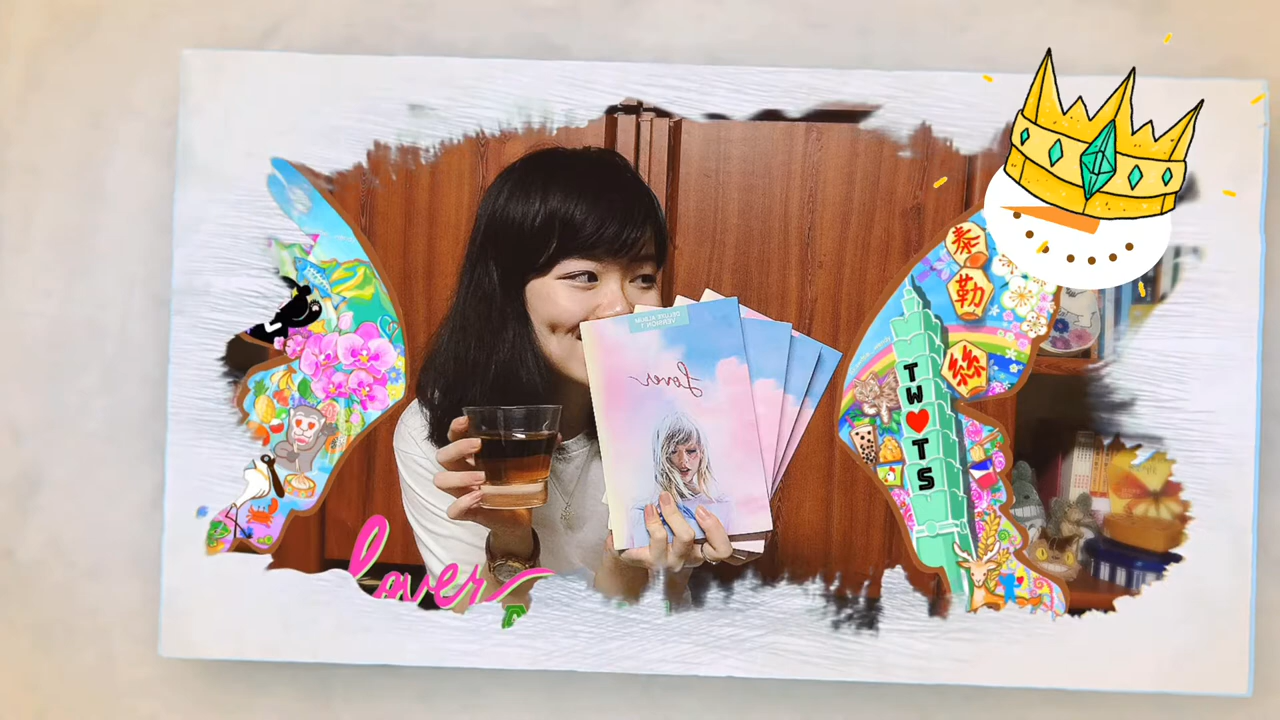 DELUXE ALBUM
VERSION 1
Lover
泰
勒
絲
TW
TS
lover